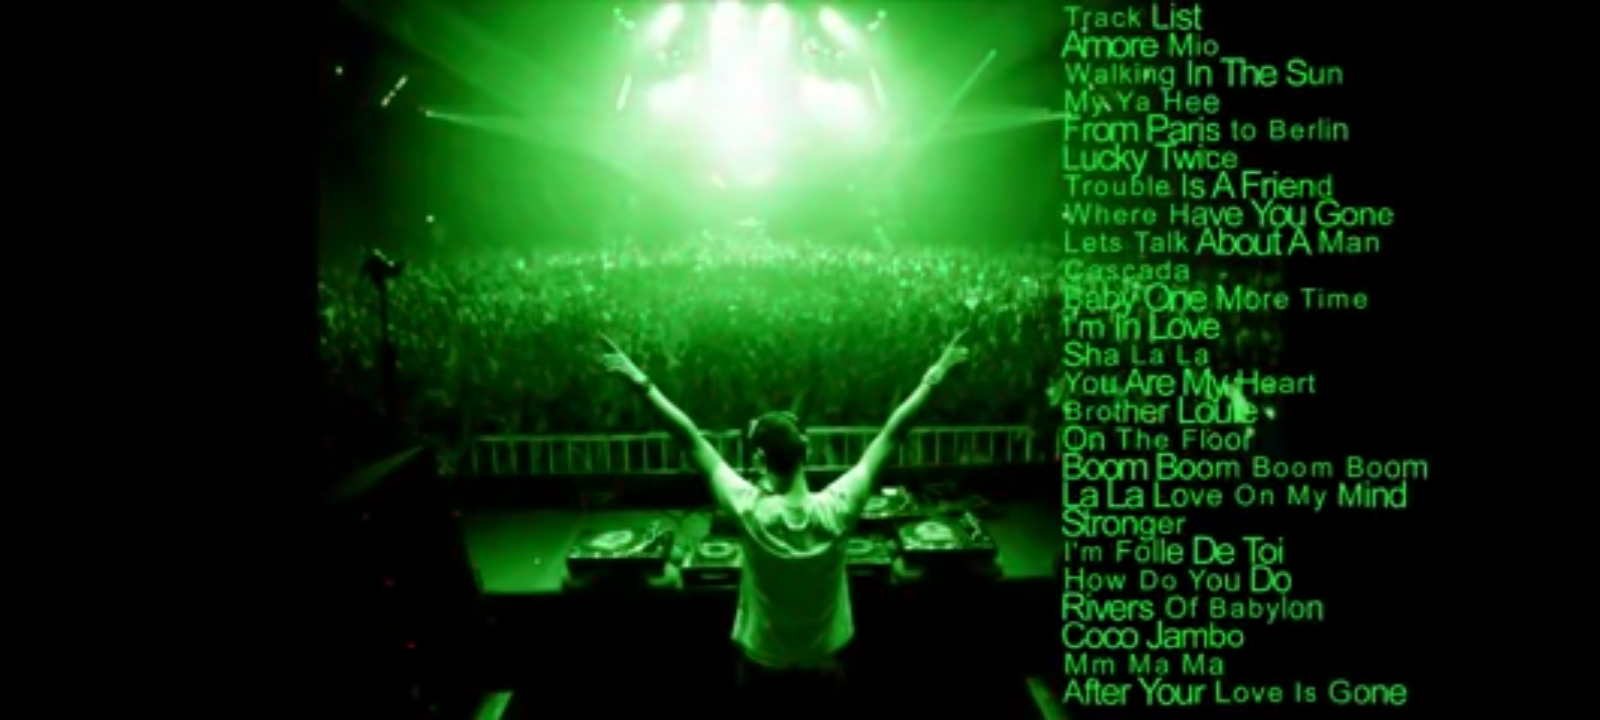 Track List
Amore Mio
Walking In The Sun
My Ya Hee
From Paris to Berlin
Lucky Twice
Trouble Is A Friend
Where Have You Gone
Lets Talk About A Man
Cascada
Baby One More Time
I'm In Love
Sha La La
You Are My Heart
Brother Louie
On The Floor
Boom Boom Boom Boom
La La Love On My Mind
Stronger
I'm Folle De Toi
How Do You Do
Rivers Of Babylon
Coco Jambo
Mm Ma Ma
After Your Love Is Gone